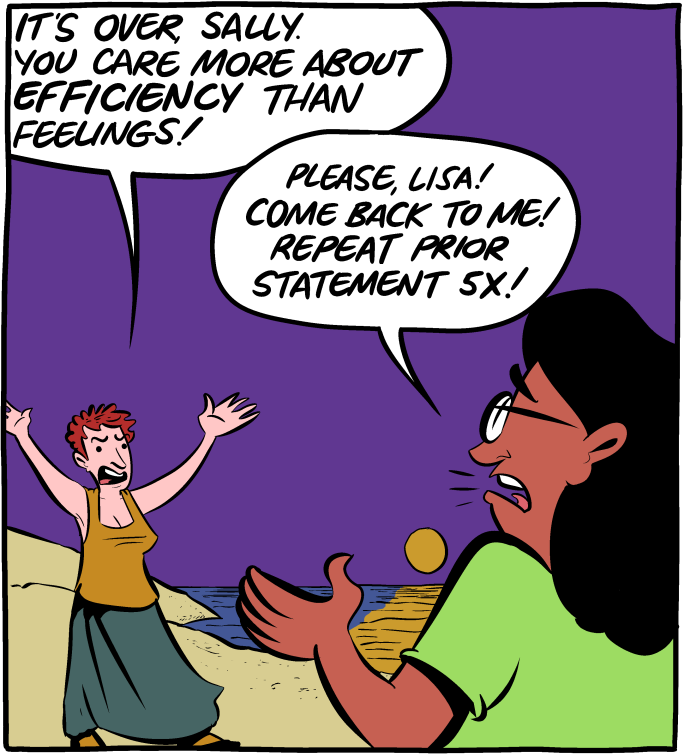 IT'S OVER, SALLY.
YOU CARE MORE ABOUT
EFFICIENCY THAN
FEELINGS!
PLEASE, LISA!
COME BACK TO ME!
REPEAT PRIOR
STATEMENT 5X!